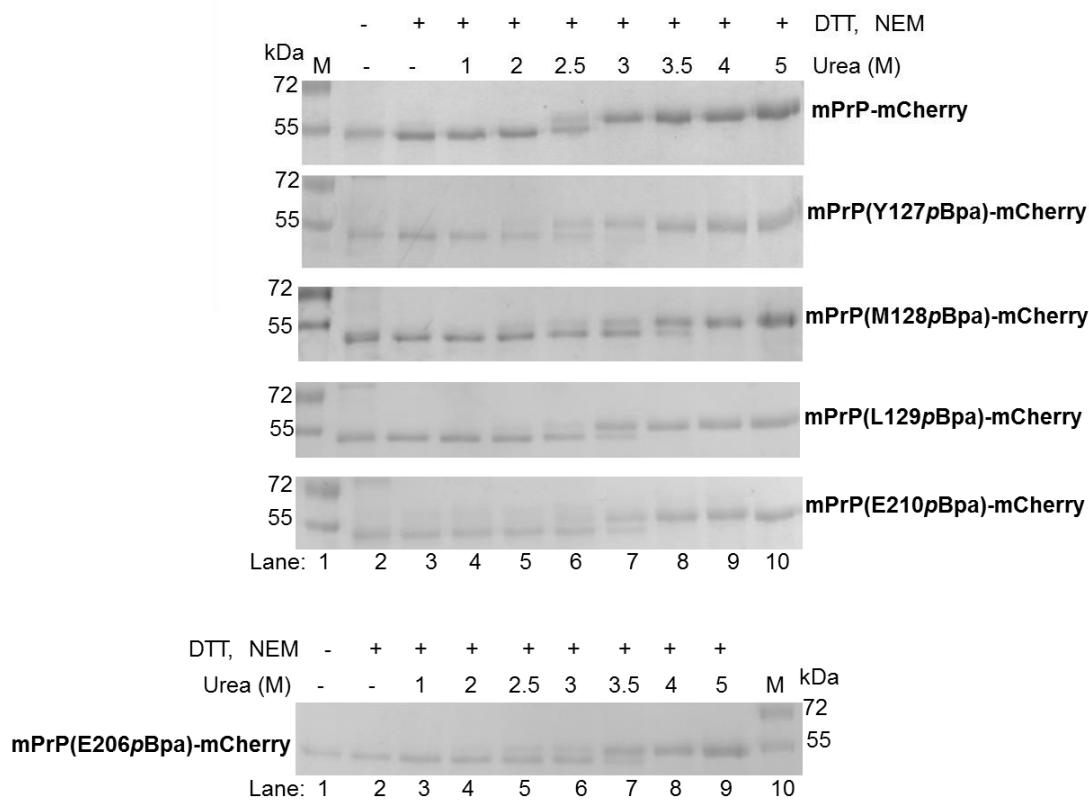 - + + + + + + + + DTT, NEM
kDa M - - 1 2 2.5 3 3.5 4 5 Urea (M)
72
55
mPrP-mCherry
72
55
mPrP(Y127pBpa)-mCherry
72
55
mPrP(M128pBpa)-mCherry
72
55
mPrP(L129pBpa)-mCherry
72
55
mPrP(E210pBpa)-mCherry
Lane: 1 2 3 4 5 6 7 8 9 10
DTT, NEM - + + + + + + + +
Urea (M) - - 1 2 2.5 3 3.5 4 5 M kDa
72
55
mPrP(E206pBpa)-mCherry
Lane: 1 2 3 4 5 6 7 8 9 10